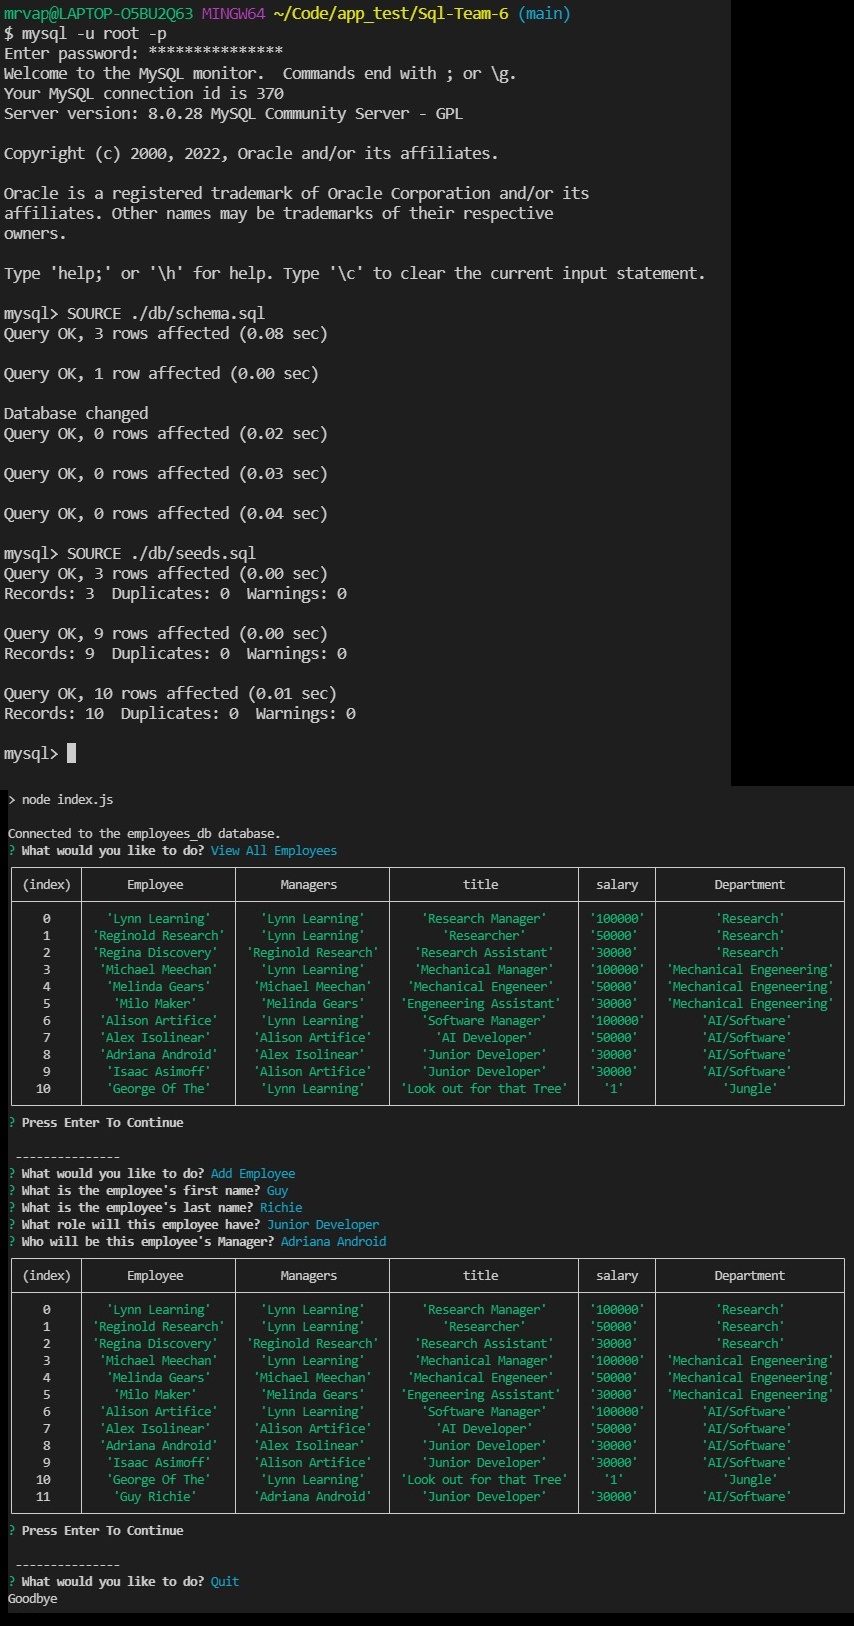 mrvap@LAPTOP-O5BU2Q63 MINGW64 ~/Code/app_test/Sql-Team-6 (main)
$ mysql -u root -p
Enter password: ***************
Welcome to the MySQL monitor.  Commands end with ; or \g.
Your MySQL connection id is 370
Server version: 8.0.28 MySQL Community Server - GPL

Copyright (c) 2000, 2022, Oracle and/or its affiliates.

Oracle is a registered trademark of Oracle Corporation and/or its
affiliates. Other names may be trademarks of their respective
owners.

Type 'help;' or '\h' for help. Type '\c' to clear the current input statement.

mysql> SOURCE ./db/schema.sql
Query OK, 3 rows affected (0.08 sec)

Query OK, 1 row affected (0.00 sec)

Database changed
Query OK, 0 rows affected (0.02 sec)

Query OK, 0 rows affected (0.03 sec)

Query OK, 0 rows affected (0.04 sec)

mysql> SOURCE ./db/seeds.sql
Query OK, 3 rows affected (0.00 sec)
Records: 3  Duplicates: 0  Warnings: 0

Query OK, 9 rows affected (0.00 sec)
Records: 9  Duplicates: 0  Warnings: 0

Query OK, 10 rows affected (0.01 sec)
Records: 10  Duplicates: 0  Warnings: 0

mysql>
> node index.js

Connected to the employees_db database.
? What would you like to do? View All Employees
(index) Employee Managers title salary Department
0 'Lynn Learning' 'Lynn Learning' 'Research Manager' '100000' 'Research'
1 'Reginold Research' 'Lynn Learning' 'Researcher' '50000' 'Research'
2 'Regina Discovery' 'Reginold Research' 'Research Assistant' '30000' 'Research'
3 'Michael Meechan' 'Lynn Learning' 'Mechanical Manager' '100000' 'Mechanical Engeneering'
4 'Melinda Gears' 'Michael Meechan' 'Mechanical Engeneer' '50000' 'Mechanical Engeneering'
5 'Milo Maker' 'Melinda Gears' 'Engeneering Assistant' '30000' 'Mechanical Engeneering'
6 'Alison Artifice' 'Lynn Learning' 'Software Manager' '100000' 'AI/Software'
7 'Alex Isolinear' 'Alison Artifice' 'AI Developer' '50000' 'AI/Software'
8 'Adriana Android' 'Alex Isolinear' 'Junior Developer' '30000' 'AI/Software'
9 'Isaac Asimoff' 'Alison Artifice' 'Junior Developer' '30000' 'AI/Software'
10 'George Of The' 'Lynn Learning' 'Look out for that Tree' '1' 'Jungle'
? Press Enter To Continue

---------------
? What would you like to do? Add Employee
? What is the employee's first name? Guy
? What is the employee's last name? Richie
? What role will this employee have? Junior Developer
? Who will be this employee's Manager? Adriana Android
(index) Employee Managers title salary Department
0 'Lynn Learning' 'Lynn Learning' 'Research Manager' '100000' 'Research'
1 'Reginold Research' 'Lynn Learning' 'Researcher' '50000' 'Research'
2 'Regina Discovery' 'Reginold Research' 'Research Assistant' '30000' 'Research'
3 'Michael Meechan' 'Lynn Learning' 'Mechanical Manager' '100000' 'Mechanical Engeneering'
4 'Melinda Gears' 'Michael Meechan' 'Mechanical Engeneer' '50000' 'Mechanical Engeneering'
5 'Milo Maker' 'Melinda Gears' 'Engeneering Assistant' '30000' 'Mechanical Engeneering'
6 'Alison Artifice' 'Lynn Learning' 'Software Manager' '100000' 'AI/Software'
7 'Alex Isolinear' 'Alison Artifice' 'AI Developer' '50000' 'AI/Software'
8 'Adriana Android' 'Alex Isolinear' 'Junior Developer' '30000' 'AI/Software'
9 'Isaac Asimoff' 'Alison Artifice' 'Junior Developer' '30000' 'AI/Software'
10 'George Of The' 'Lynn Learning' 'Look out for that Tree' '1' 'Jungle'
11 'Guy Richie' 'Adriana Android' 'Junior Developer' '30000' 'AI/Software'
? Press Enter To Continue

---------------
? What would you like to do? Quit
Goodbye